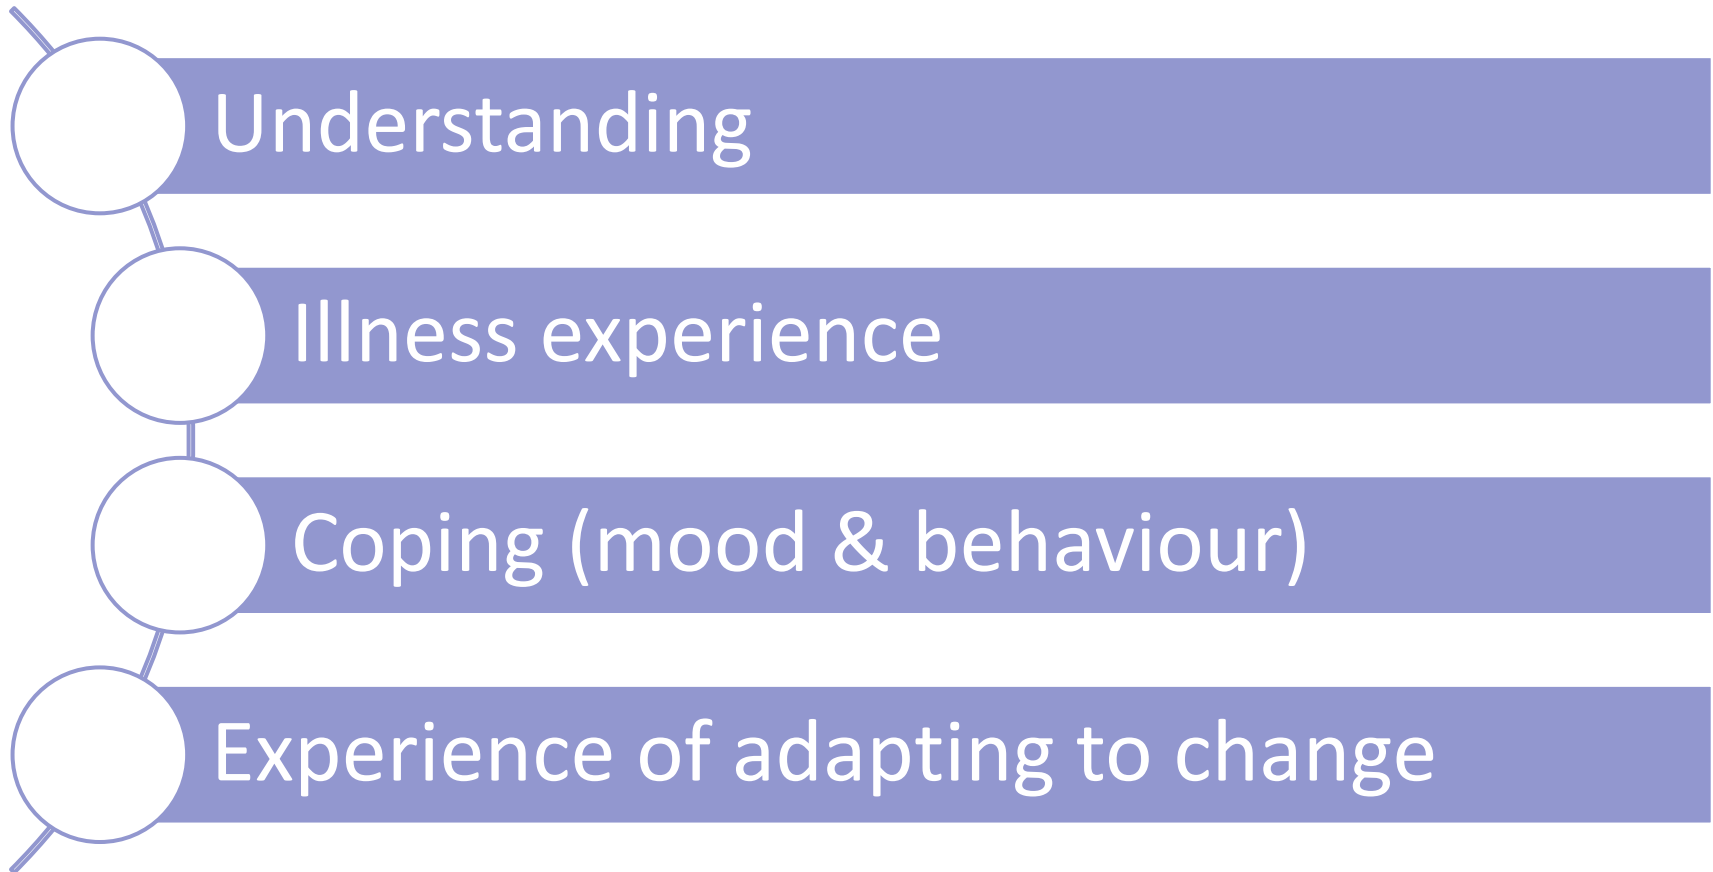 Understanding
Illness experience
Coping (mood & behaviour)
Experience of adapting to change